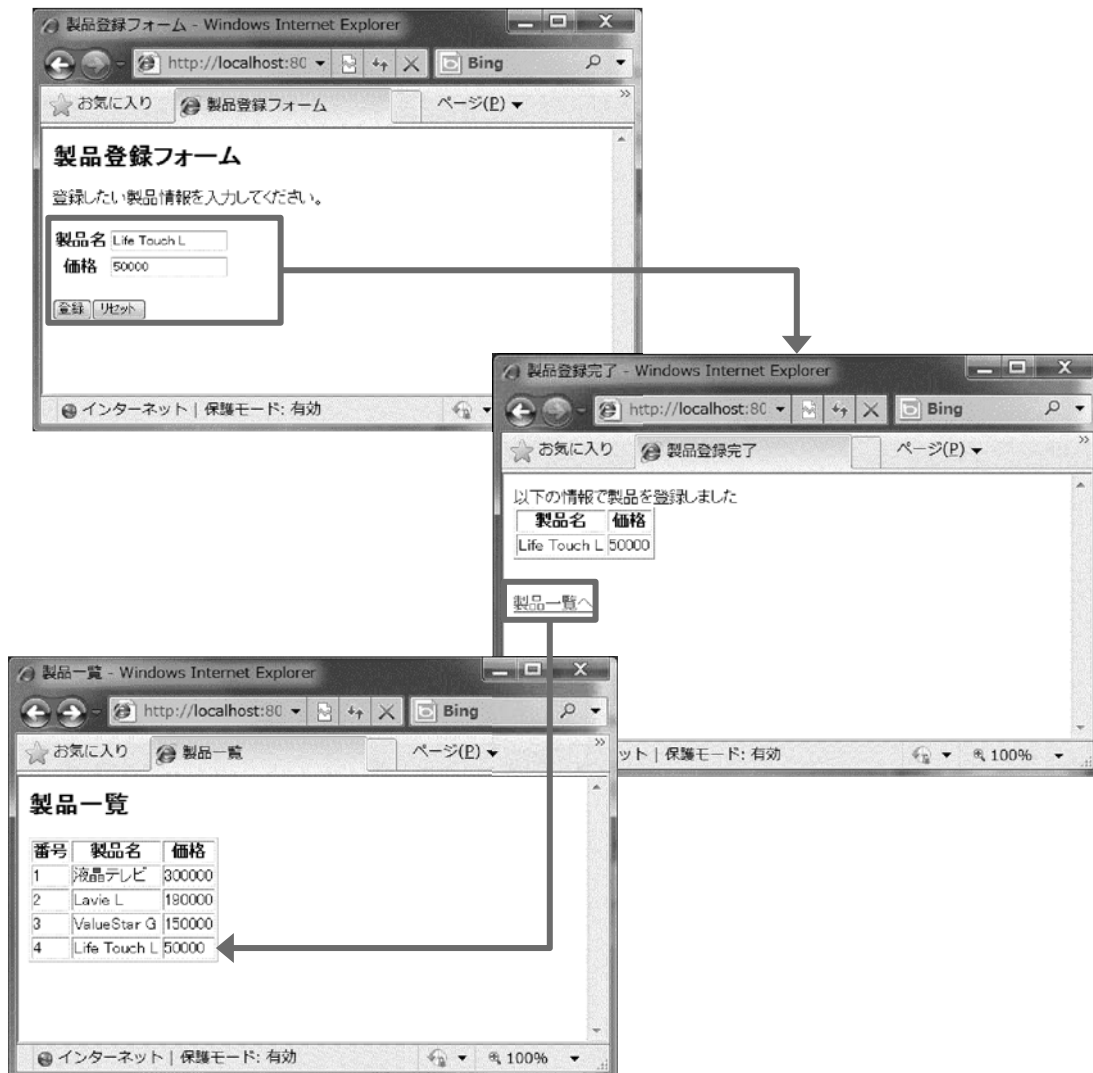 製品登録フォーム - Windows Internet Explorer
http://localhost:80
Bing
お気に入り
製品登録フォーム
ページ(P)
製品登録フォーム
登録したい製品情報を入力してください。
製品名 Life Touch L
価格 50000
登録 リセット
インターネット | 保護モード: 有効
製品登録完了 - Windows Internet Explorer
http://localhost:80
Bing
お気に入り
製品登録完了
ページ(P)
以下の情報で製品を登録しました
製品名 価格
Life Touch L 50000
製品一覧へ
ット | 保護モード: 有効
100%
製品一覧 - Windows Internet Explorer
http://localhost:80
Bing
お気に入り
製品一覧
ページ(P)
製品一覧
番号 製品名 価格
1 液晶テレビ 300000
2 Lavie L 190000
3 ValueStar G 150000
4 Life Touch L 50000
インターネット | 保護モード: 有効
100%